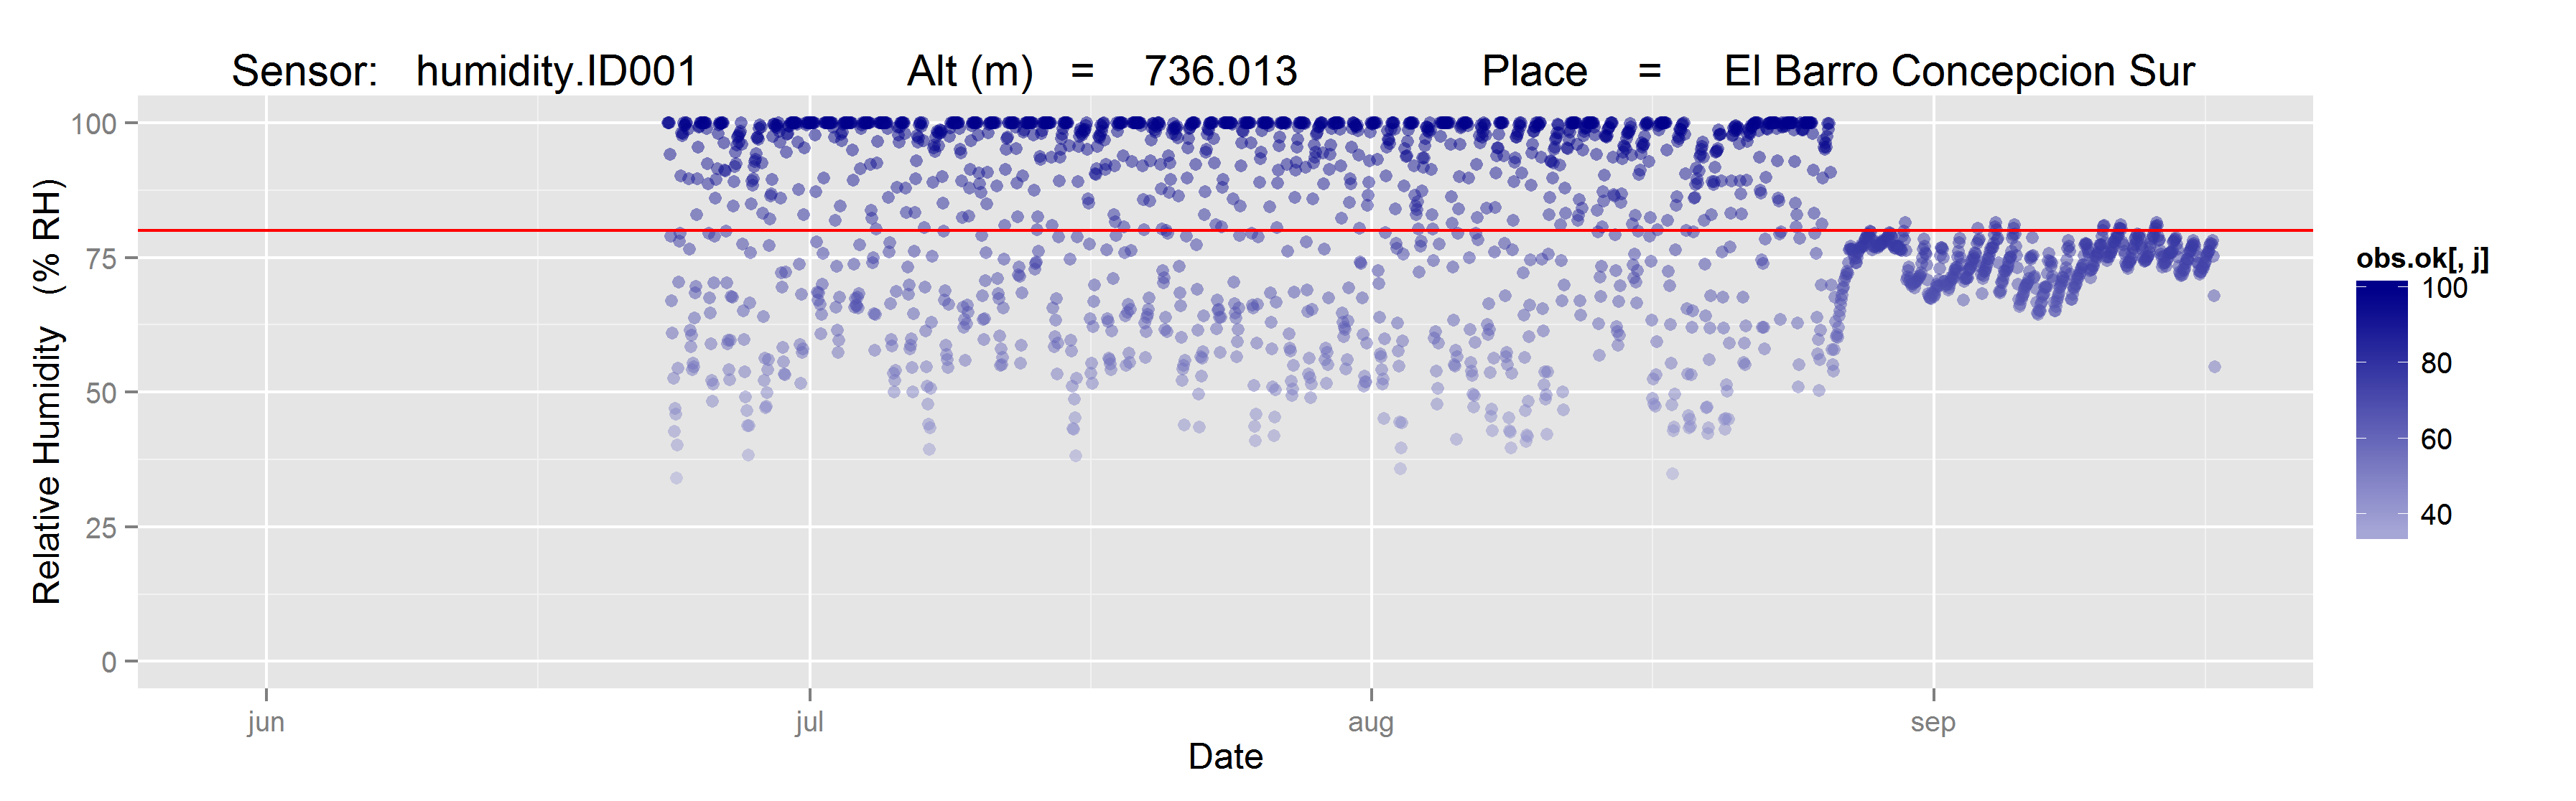 Sensor: humidity.ID001 Alt (m) = 736.013 Place = El Barro Concepcion Sur
Relative Humidity (% RH)
100
75
50
25
0
jun jul aug sep
Date
obs.ok[, j]
100
80
60
40